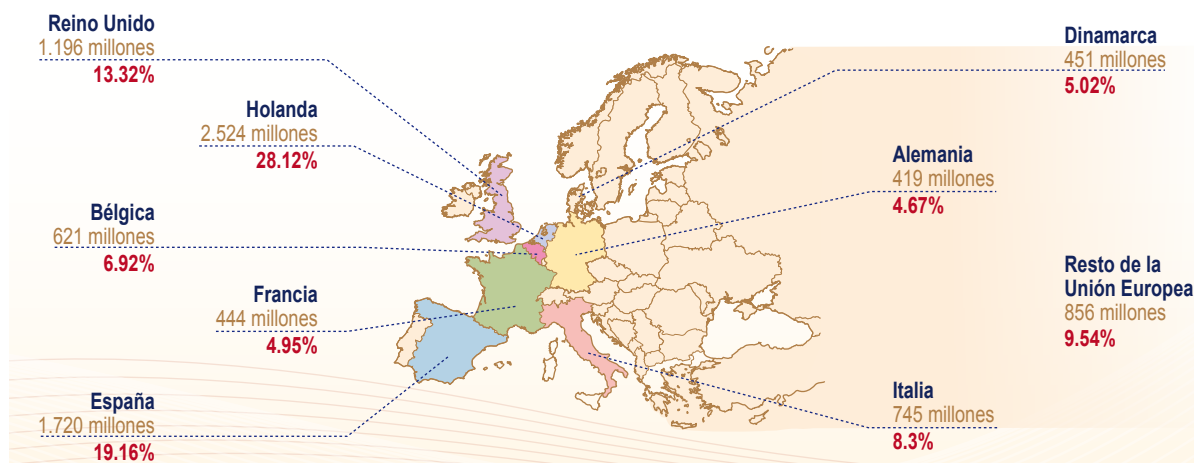 Reino Unido
1.196 millones
13.32%
Holanda
2.524 millones
28.12%
Bélgica
621 millones
6.92%
Francia
444 millones
4.95%
España
1.720 millones
19.16%
Dinamarca
451 millones
5.02%
Alemania
419 millones
4.67%
Resto de la
Unión Europea
856 millones
9.54%
Italia
745 millones
8.3%